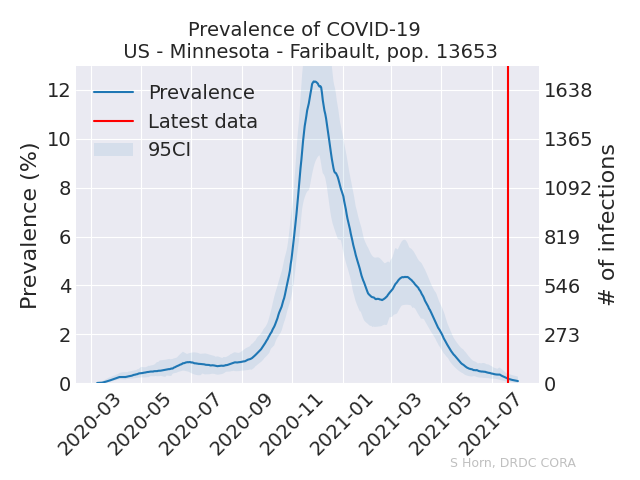 Prevalence of COVID-19
US - Minnesota - Faribault, pop. 13653
Prevalence (%)
12
10
8
6
4
2
0
Prevalence
Latest data
95CI
1638
1365
1092
819
546
273
0
# of infections
2020-03
2020-05
2020-07
2020-09
2020-11
2021-01
2021-03
2021-05
2021-07
S Horn, DRDC CORA